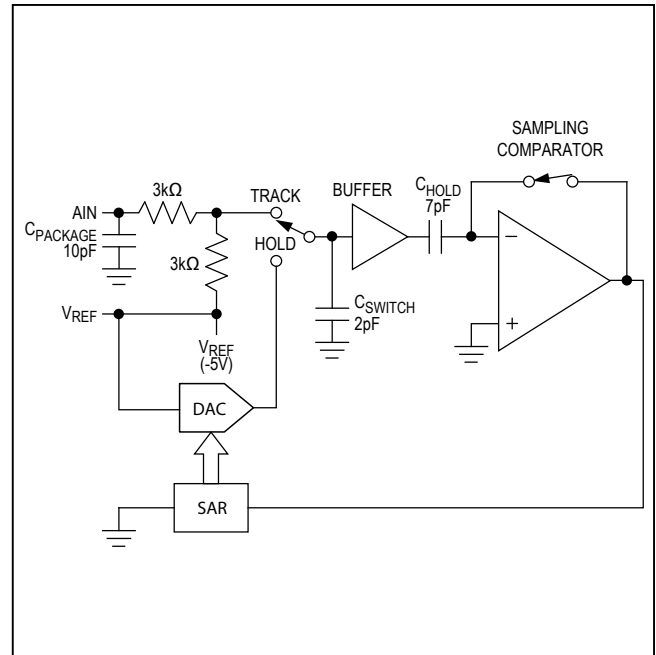 SAMPLING
COMPARATOR
3kΩ
TRACK
BUFFER
CHOLD
7pF
AIN
CPACKAGE
10pF
HOLD
3kΩ
−
+
CSWITCH
2pF
VREF
VREF
(-5V)
DAC
SAR